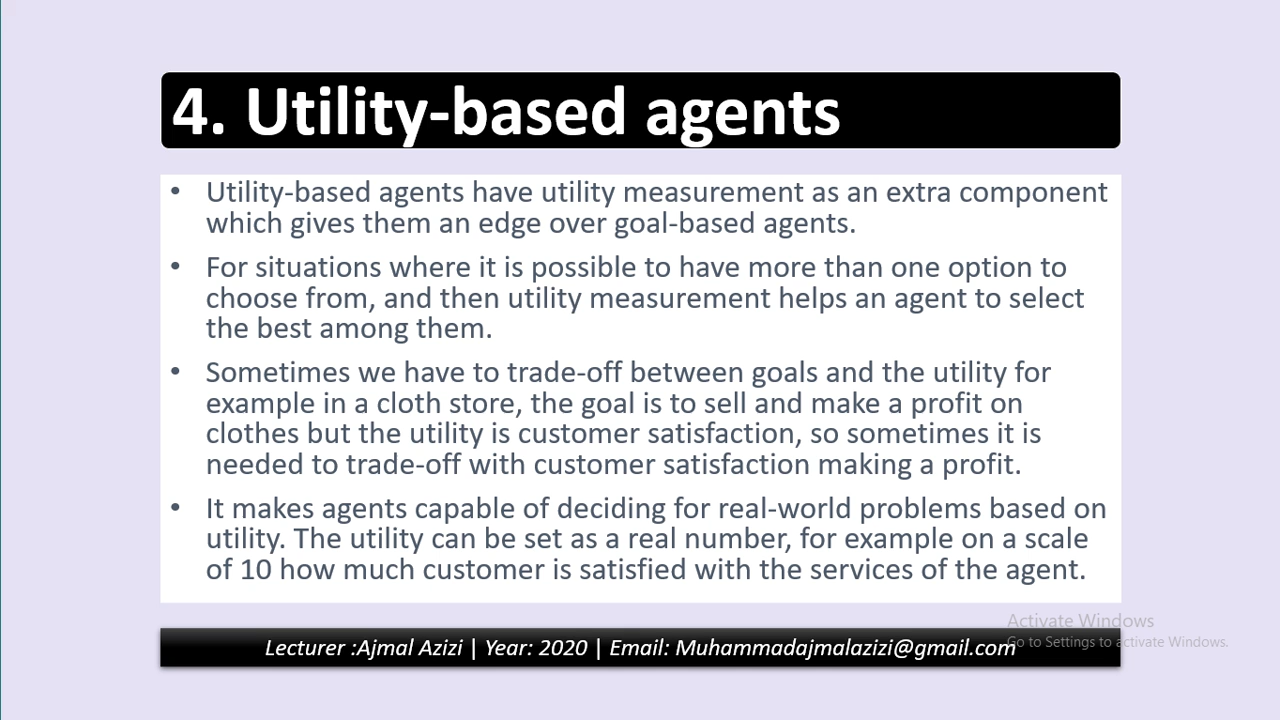 4. Utility-based agents
• Utility-based agents have utility measurement as an extra component
which gives them an edge over goal-based agents.
• For situations where it is possible to have more than one option to
choose from, and then utility measurement helps an agent to select
the best among them.
• Sometimes we have to trade-off between goals and the utility for
example in a cloth store, the goal is to sell and make a profit on
clothes but the utility is customer satisfaction, so sometimes it is
needed to trade-off with customer satisfaction making a profit.
• It makes agents capable of deciding for real-world problems based on
utility. The utility can be set as a real number, for example on a scale
of 10 how much customer is satisfied with the services of the agent.
Activate Windows
Go to Settings to activate Windows.
Lecturer :Ajmal Azizi | Year: 2020 | Email: Muhammadajmalazizi@gmail.com